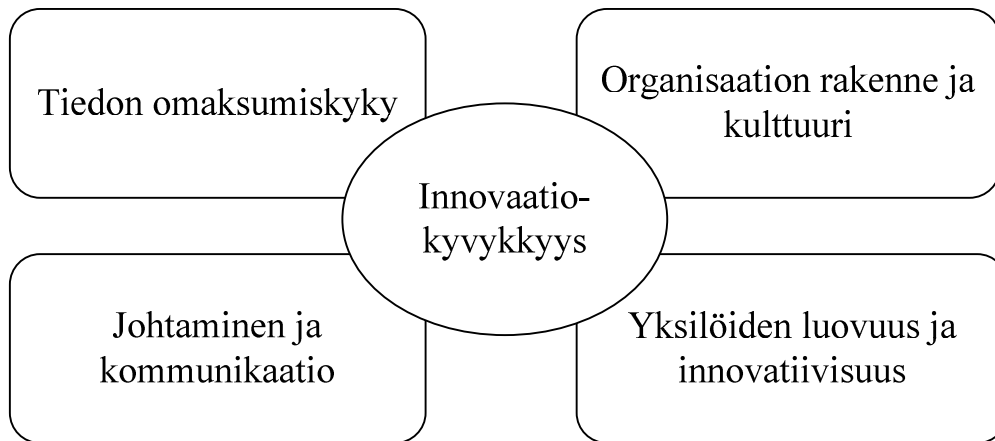 Tiedon omaksumiskyky
Organisaation rakenne ja
kulttuuri
Innovaatio-
kyvykkyys
Johtaminen ja
kommunikaatio
Yksilöiden luovuus ja
innovatiivisuus